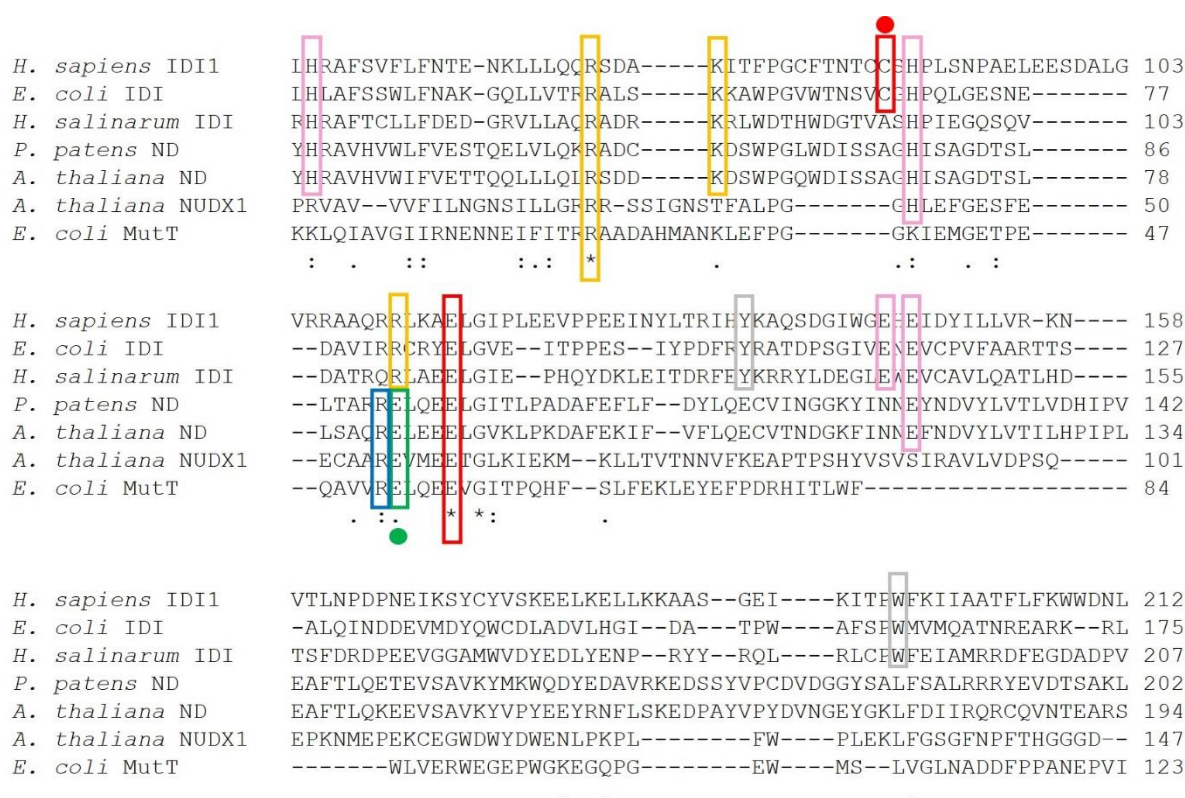 H. sapiens IDI1 IHRAFSVFLFNTE-NKLLLQQRSDA-----KITFPGCFTNTCCSHPLSNPAELEESDALG 103
E. coli IDI LHLAFSSWLFNAK-GQLLVTRRALS-----KKAWPGVWTNSVCGHPQLGESNE------- 77
H. salinarum IDI RHRAFTCLLFDED-GRVLLAQRADR-----KRLWDTHWDGTVASHPIEGQSQV------- 103
P. patens ND YHRAVHVWLFVESTQELVLQKRADC-----KDSWPGLWDISSAGHISAGDTSL------- 86
A. thaliana ND YHRAVHVWIFVETTQQLLLQLRSDD-----KDSWPGQWDISSAGHISAGDTSL------- 78
A. thaliana NUDX1 PRVAV--VVFILNGNSILLGRRR-SSIGNSTFALPG-------GHLEFGESFE------- 50
E. coli MutT KKLQIAVGIIRNENNEIFITRRAADAHMANKLEFPG-------GKIEMGETPE------- 47
: . :: :.: * . .: . :
H. sapiens IDI1 VRRAAQRRLKAELGIPLEEVPPEEINYLTRIHYKAQSDGIWGEHEIDYILLVR-KN---- 158
E. coli IDI --DAVIRRCRYELGVE--ITPPES--IYPDFRYRATDPSGIVENEVCPVFAARTTS---- 127
H. salinarum IDI --DATRQRLAEELGIE--PHQYDKLEITDRFEYKRRYLDEGLEWEVCAVLQATLHD---- 155
P. patens ND --LTARRELQEELGITLPADAFEFLF--DYLQECVINGGKYINNEYNDVYLVTLVDHIPV 142
A. thaliana ND --LSAQRELEEELGVKLPKDAFEKIF--VFLQECVTNDGKFINNEFNDVYLVTILHPIPL 134
A. thaliana NUDX1 --ECAAREVMEETGLKIEKM--KLLTVTNNVFKEAPTPSHYVSVSIRAVLVDPSQ----- 101
E. coli MutT --QAVVRELQEEVGITPQHF--SLFEKLEYEFPDRHITLWF------------------- 84
. :. * *: .
H. sapiens IDI1 VTLNPDPNEIKSYCYVSKEELKELLKKAAS--GEI----KITPWFKIIAATFLFKWWDNL 212
E. coli IDI -ALQINDDEVMDYQWCDLADVLHGI--DA---TPW----AFSPWMVMQATNREARK--RL 175
H. salinarum IDI TSFDRDPEEVGGAMWVDYEDLYENP--RYY--RQL----RLCPWFEIAMRRDFEGDADPV 207
P. patens ND EAFTLQETEVSAVKYMKWQDYEDAVRKEDSSYVPCDVDGGYSALFSALRRRYEVDTSAKL 202
A. thaliana ND EAFTLQKEEVSAVKYVPYEEYRNFLSKEDPAYVPYDVNGEYGKLFDIIRQRCQVNTEARS 194
A. thaliana NUDX1 EPKNMEPEKCEGWDWYDWENLPKPL--------FW----PLEKLFGSGFNPFTHGGGD-- 147
E. coli MutT -------WLVERWEGEPWGKEGQPG--------EW----MS--LVGLNADDFPPANEPVI 123